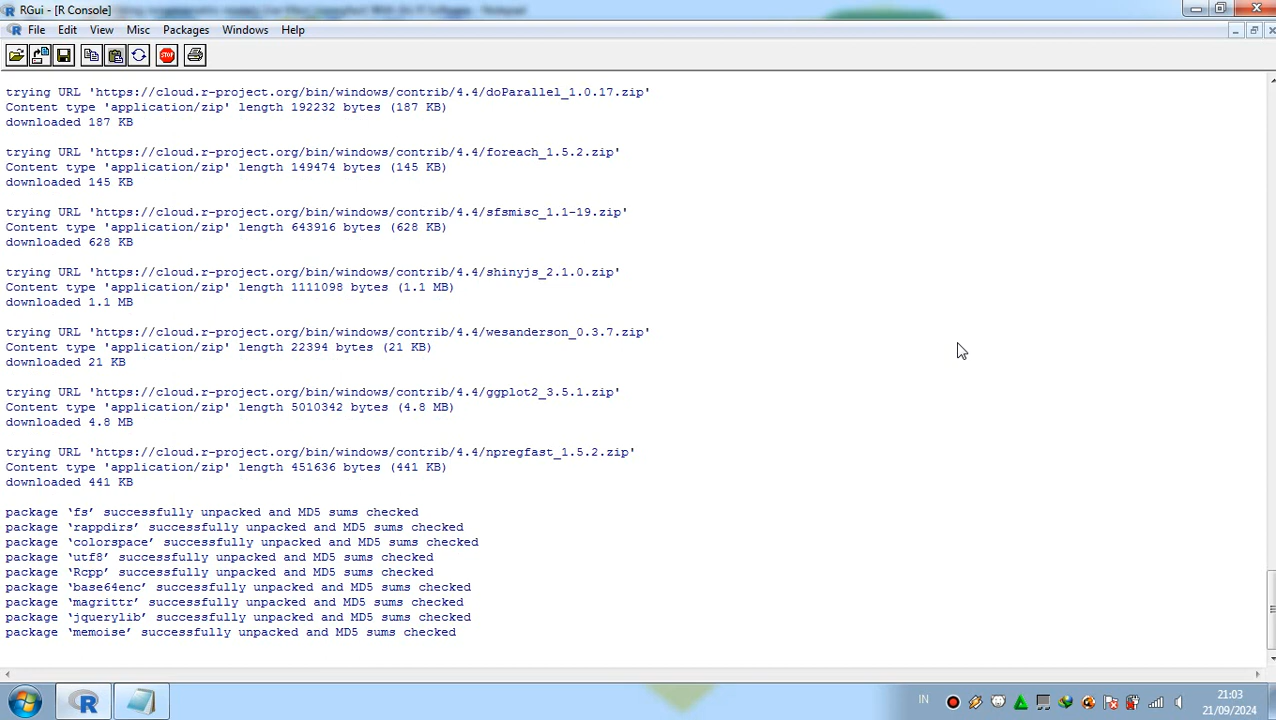 RGui - [R Console]
File Edit View Misc Packages Windows Help
STOP
trying URL 'https://cloud.r-project.org/bin/windows/contrib/4.4/doParallel_1.0.17.zip'
Content type 'application/zip' length 192232 bytes (187 KB)
downloaded 187 KB
trying URL 'https://cloud.r-project.org/bin/windows/contrib/4.4/foreach_1.5.2.zip'
Content type 'application/zip' length 149474 bytes (145 KB)
downloaded 145 KB
trying URL 'https://cloud.r-project.org/bin/windows/contrib/4.4/sfsmisc_1.1-19.zip'
Content type 'application/zip' length 643916 bytes (628 KB)
downloaded 628 KB
trying URL 'https://cloud.r-project.org/bin/windows/contrib/4.4/shinyjs_2.1.0.zip'
Content type 'application/zip' length 1111098 bytes (1.1 MB)
downloaded 1.1 MB
trying URL 'https://cloud.r-project.org/bin/windows/contrib/4.4/wesanderson_0.3.7.zip'
Content type 'application/zip' length 22394 bytes (21 KB)
downloaded 21 KB
trying URL 'https://cloud.r-project.org/bin/windows/contrib/4.4/ggplot2_3.5.1.zip'
Content type 'application/zip' length 5010342 bytes (4.8 MB)
downloaded 4.8 MB
trying URL 'https://cloud.r-project.org/bin/windows/contrib/4.4/npregfast_1.5.2.zip'
Content type 'application/zip' length 451636 bytes (441 KB)
downloaded 441 KB
package ‘fs’ successfully unpacked and MD5 sums checked
package ‘rappdirs’ successfully unpacked and MD5 sums checked
package ‘colorspace’ successfully unpacked and MD5 sums checked
package ‘utf8’ successfully unpacked and MD5 sums checked
package ‘Rcpp’ successfully unpacked and MD5 sums checked
package ‘base64enc’ successfully unpacked and MD5 sums checked
package ‘magrittr’ successfully unpacked and MD5 sums checked
package ‘jquerylib’ successfully unpacked and MD5 sums checked
package ‘memoise’ successfully unpacked and MD5 sums checked
IN
21:03
21/09/2024